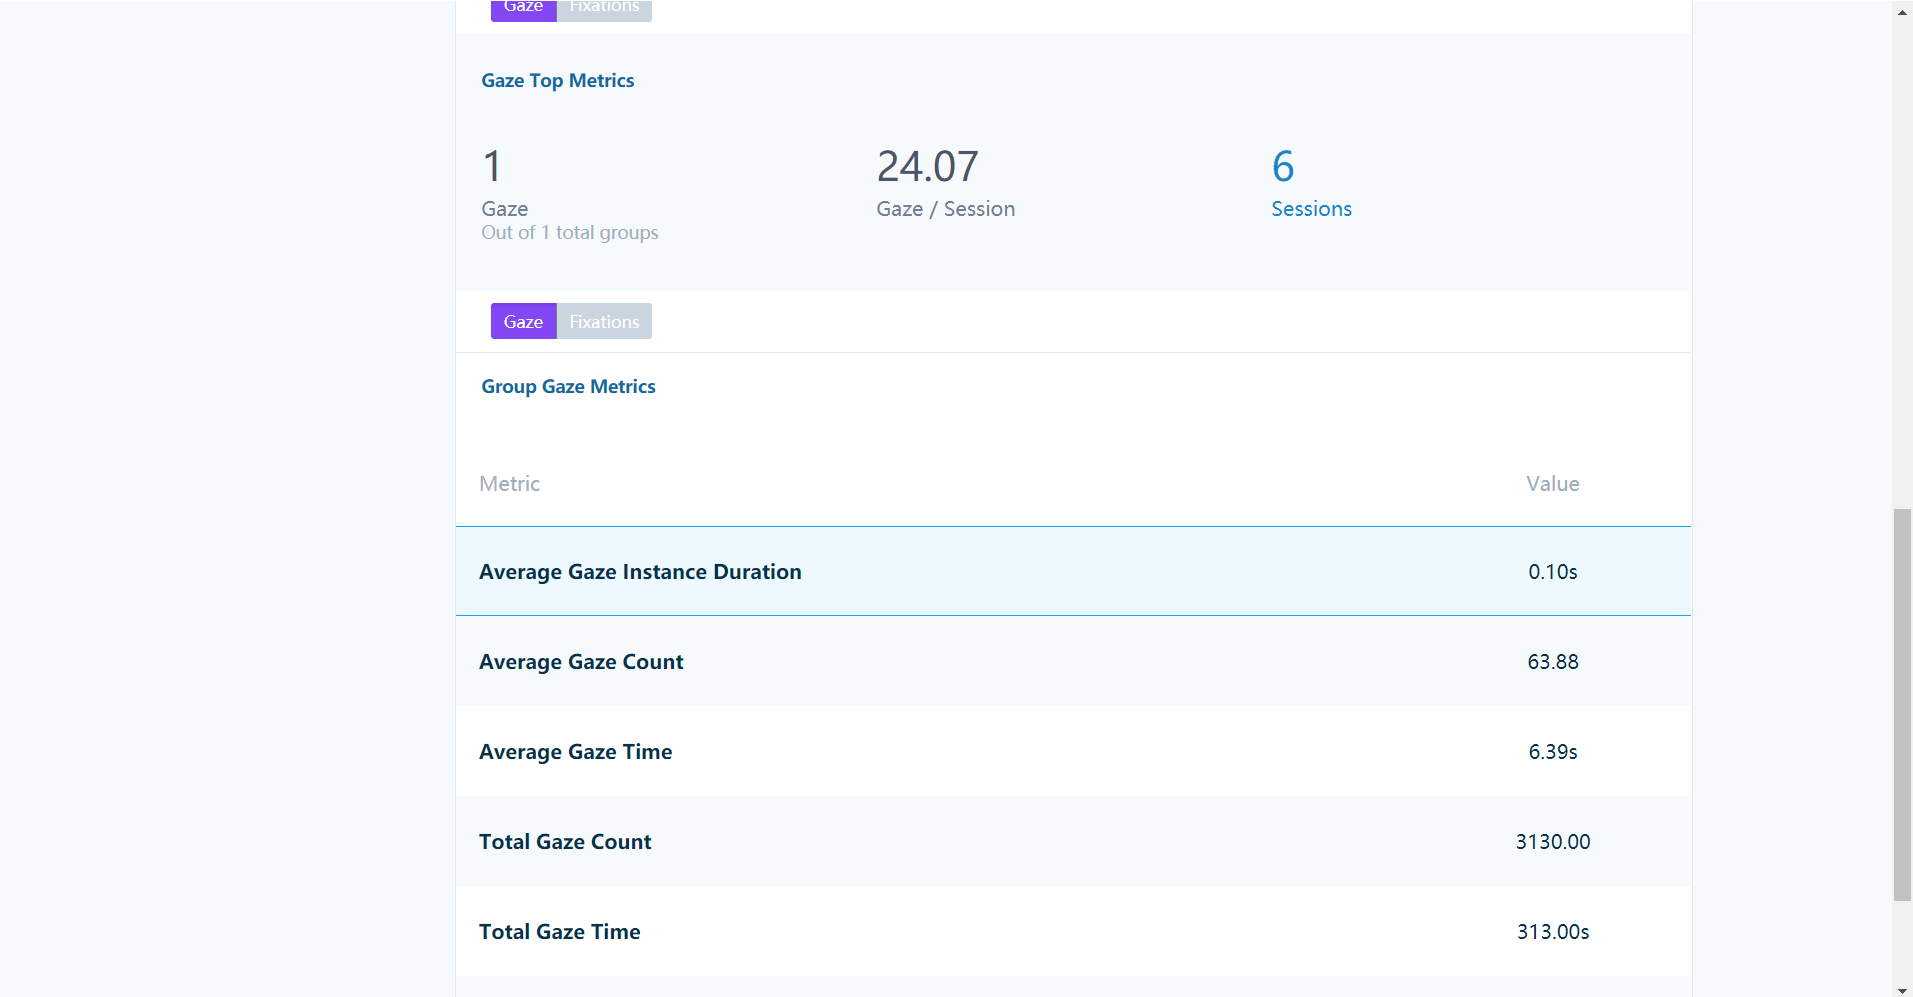 Gaze Fixations
Gaze Top Metrics
1 24.07 6
Gaze Gaze / Session Sessions
Out of 1 total groups
Gaze Fixations
Group Gaze Metrics
Metric Value
Average Gaze Instance Duration 0.10s
Average Gaze Count 63.88
Average Gaze Time 6.39s
Total Gaze Count 3130.00
Total Gaze Time 313.00s